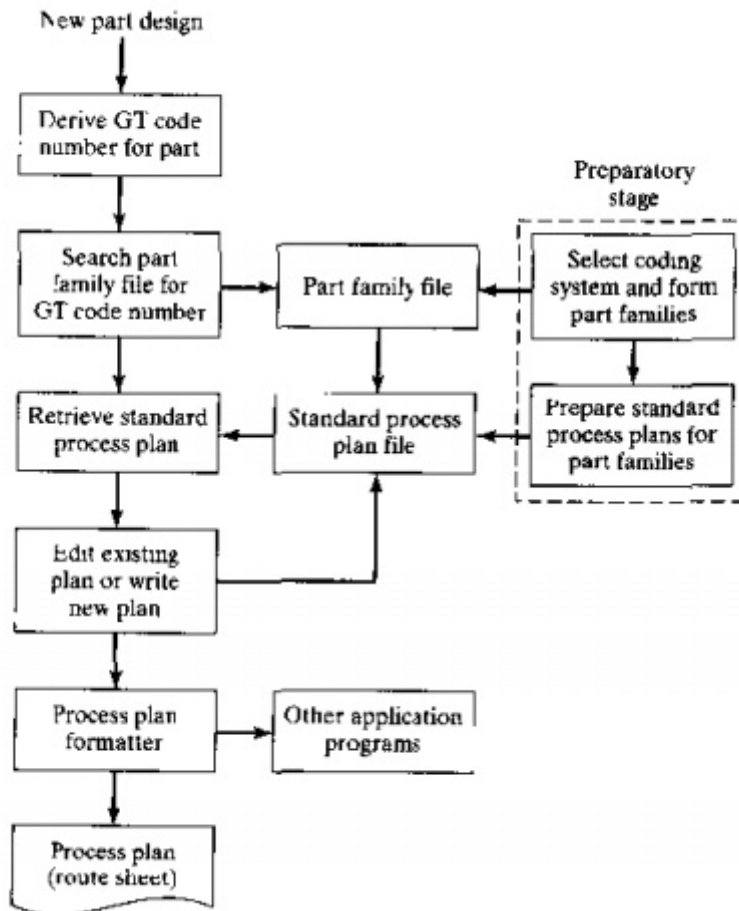 New part design
Derive GT code
number for part
Preparatory
stage
Search part
family file for
GT code number
Part family file
Select coding
system and form
part families
Retrieve standard
process plan
Standard process
plan file
Prepare standard
process plans for
part families
Edit existing
plan or write
new plan
Process plan
formatter
Other application
programs
Process plan
(route sheet)